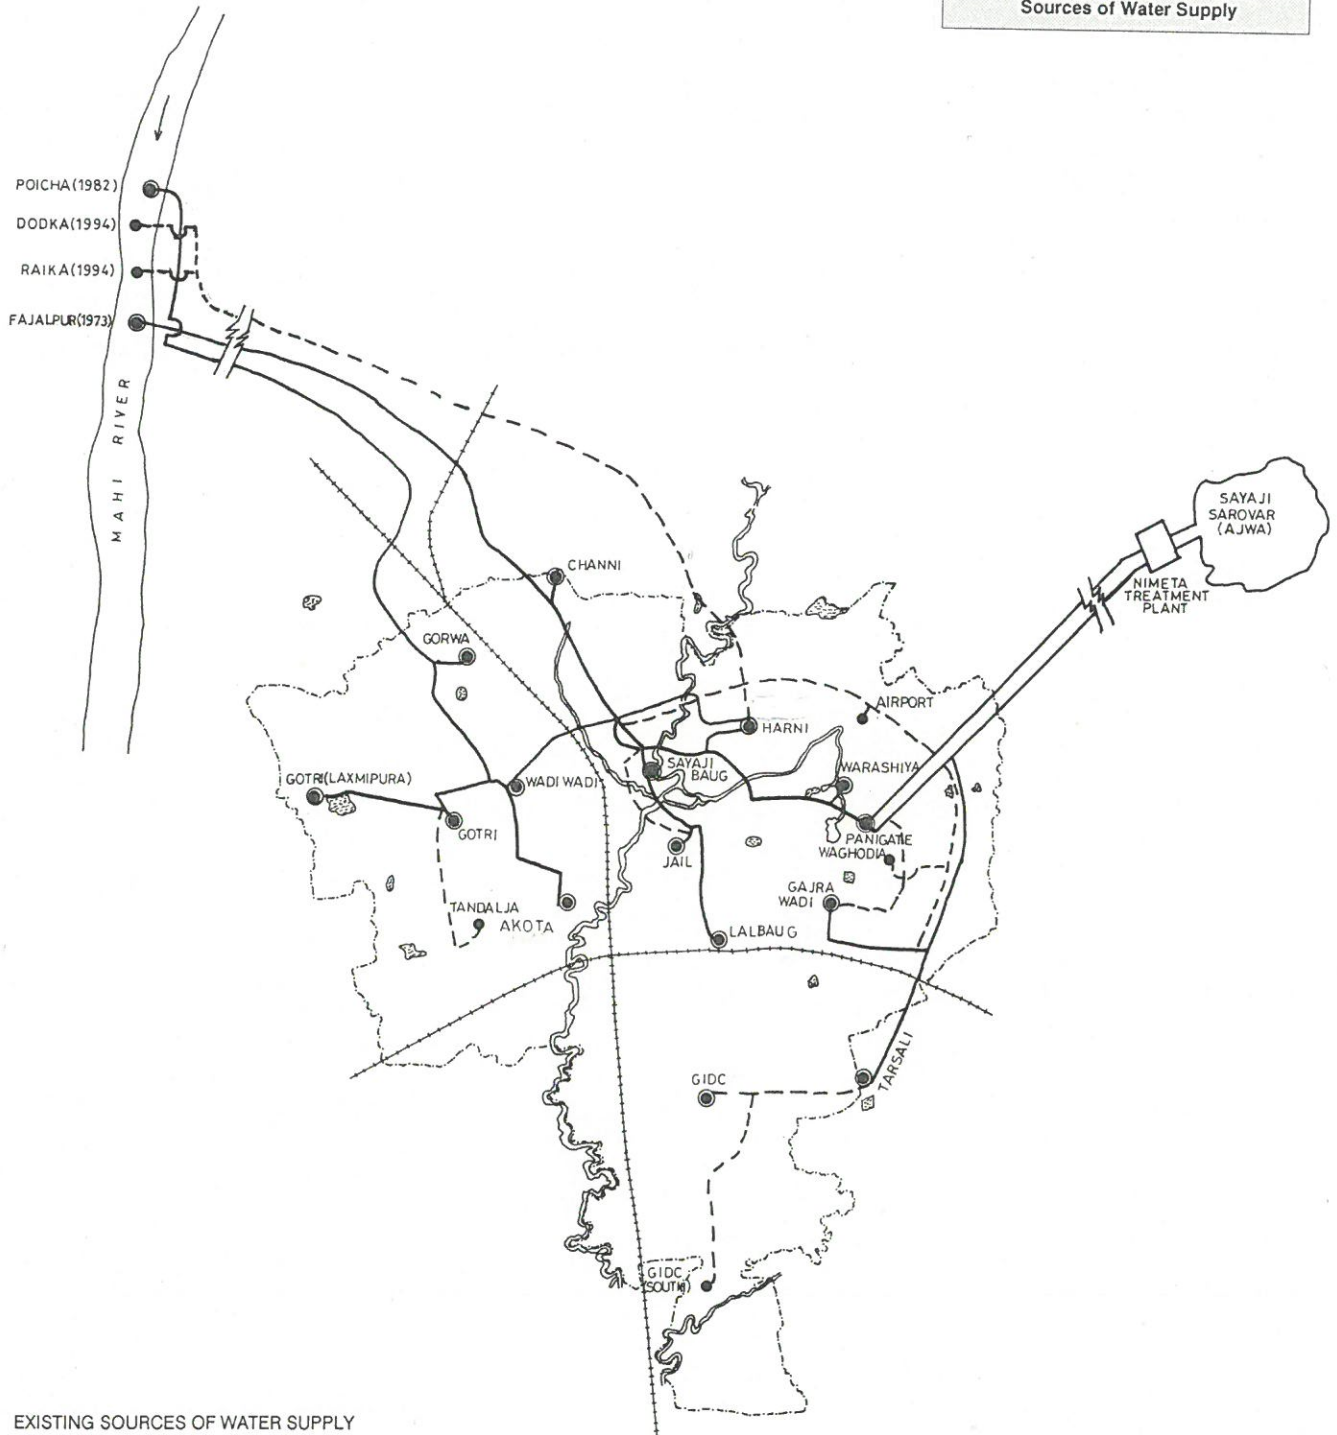 Sources of Water Supply
POICHA(1982)
DODKA(1994)
RAIKA(1994)
FAJALPUR(1973)
MAHI RIVER
SAYAJI
SAROVAR
(AJWA)
NIMETA
TREATMENT
PLANT
CHANNI
GORWA
AIRPORT
HARNI
SAYAJI
BAUG
WARASHIYA
GOTRI(LAXMIPURA)
WADI WADI
GOTRI
PANIGATE
WAGHODIA
JAIL
GAJRA
WADI
TANDALJA
AKOTA
LALBAUG
TARSALI
GIDC
GIDC
(SOUTH)
EXISTING SOURCES OF WATER SUPPLY